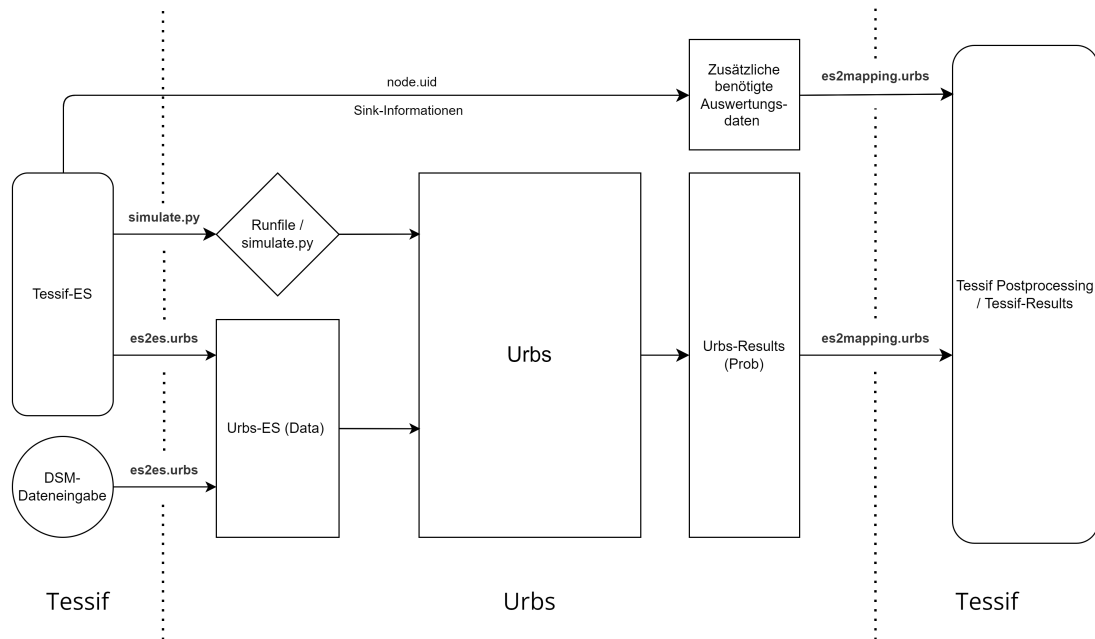 node.uid
Sink-Informationen
Zusätzliche
benötigte
Auswertungs-
daten
es2mapping.urbs
simulate.py
Runfile /
simulate.py
Tessif-ES
es2es.urbs
Urbs-ES (Data)
es2es.urbs
DSM-
Dateneingabe
Urbs
Urbs-Results
(Prob)
es2mapping.urbs
Tessif Postprocessing
/ Tessif-Results
Tessif
Urbs
Tessif